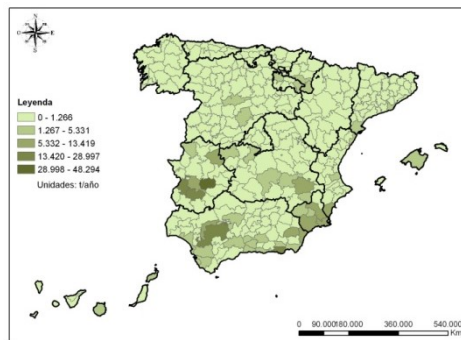 N
O E
S
Leyenda
0 - 1.266
1.267 - 5.331
5.332 - 13.419
13.420 - 28.997
28.998 - 48.294
Unidades: t/año
0 90.000180.000 360.000 540.000
Km